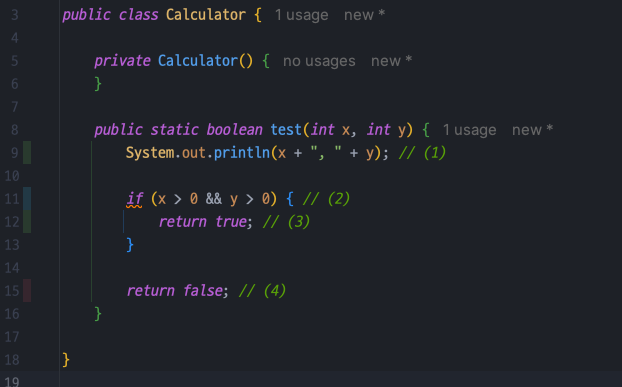 3 public class Calculator { 1 usage new *
4
5 private Calculator() { no usages new *
6 }
7
8 public static boolean test(int x, int y) { 1 usage new *
9 System.out.println(x + ", " + y); // (1)
10
11 if (x > 0 && y > 0) { // (2)
12 return true; // (3)
13 }
14
15 return false; // (4)
16 }
17
18 }
19